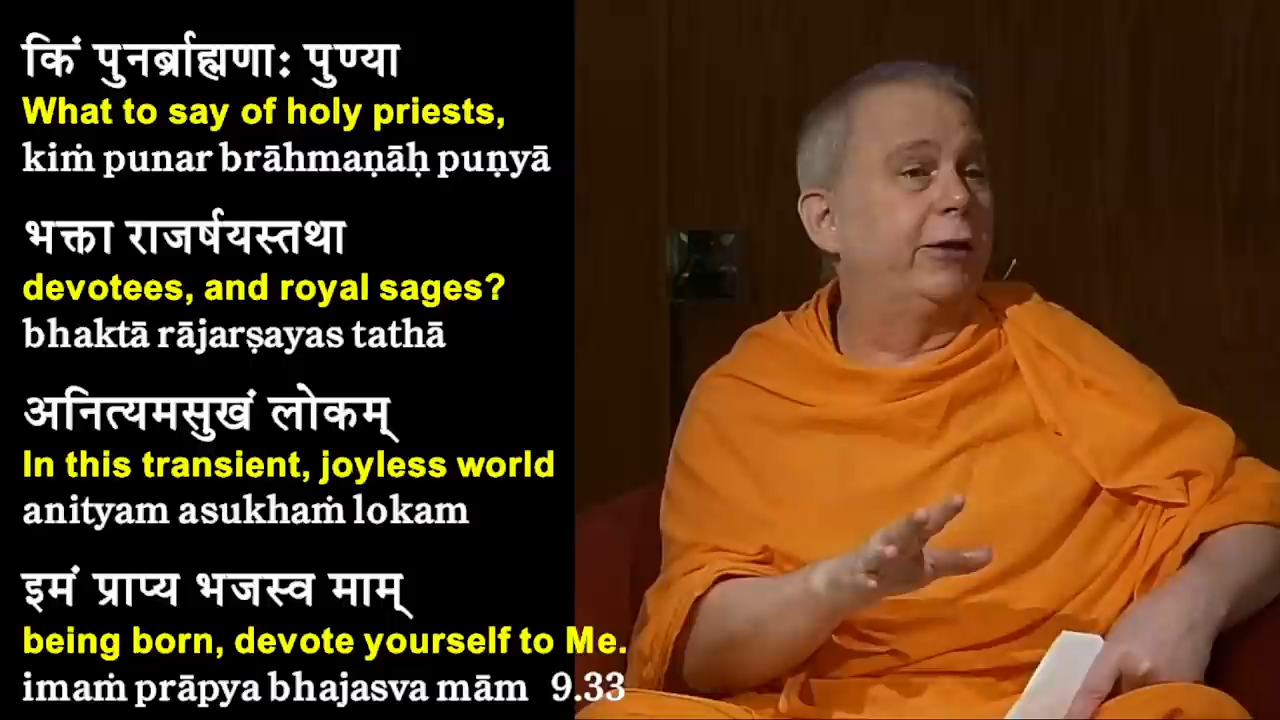 किं पुनर्ब्राह्मणाः पुण्या
What to say of holy priests,
kiṁ punar brāhmaṇāḥ puṇyā
भक्ता राजर्षयस्तथा
devotees, and royal sages?
bhaktā rājarṣayas tathā
अनित्यमसुखं लोकम्
In this transient, joyless world
anityam asukhaṁ lokam
इमं प्राप्य भजस्व माम्
being born, devote yourself to Me.
imaṁ prāpya bhajasva mām 9.33